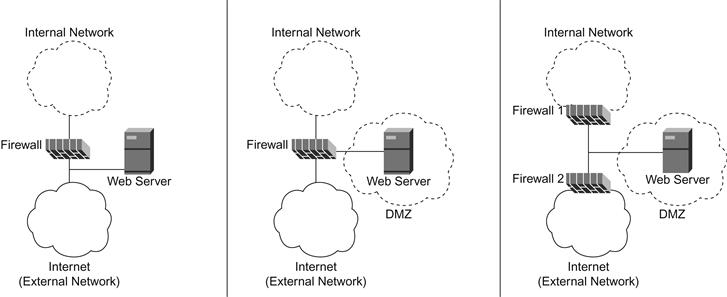 Internal Network
Firewall
Web Server
Internet
(External Network)
Internal Network
Firewall
Web Server
DMZ
Internet
(External Network)
Internal Network
Firewall 1
Firewall 2
Web Server
DMZ
Internet
(External Network)